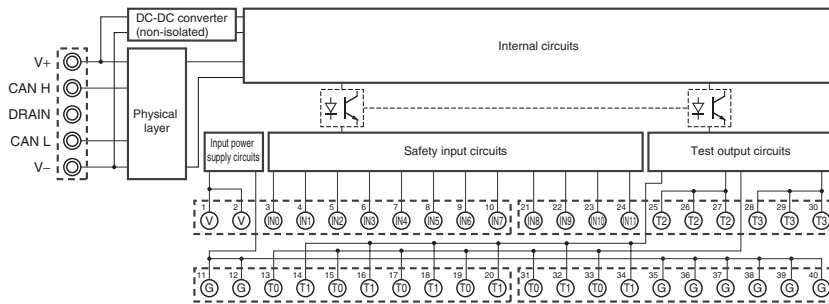 DC-DC converter
(non-isolated)
Internal circuits
V+
CAN H
DRAIN
CAN L
V−
Physical
layer
Input power
supply circuits
Safety input circuits
Test output circuits
1 2 3 4 5 6 7 8 9 10 21 22 23 24 25 26 27 28 29 30
V V IN0 IN1 IN2 IN3 IN4 IN5 IN6 IN7 IN8 IN9 IN10 IN11 T2 T2 T2 T3 T3 T3
11 12 13 14 15 16 17 18 19 20 31 32 33 34 35 36 37 38 39 40
G G T0 T1 T0 T1 T0 T1 T0 T1 T0 T1 T0 T1 G G G G G G